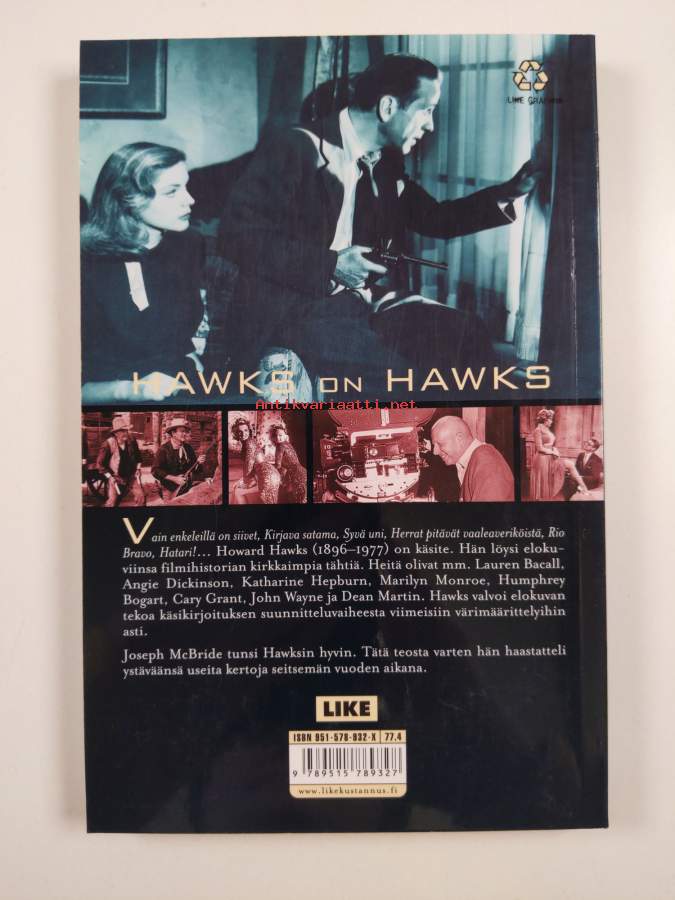 LIKE GRAAFIS
HAWKS ON HAWKS
Antikvariaatti.net
Vain enkeleillä on siivet, Kirjava satama, Syvä uni, Herrat pitävät vaaleaveriköistä, Rio
Bravo, Hatari!... Howard Hawks (1896–1977) on käsite. Hän löysi eloku-
viinsa filmihistorian kirkkaimpia tähtiä. Heitä olivat mm. Lauren Bacall,
Angie Dickinson, Katharine Hepburn, Marilyn Monroe, Humphrey
Bogart, Cary Grant, John Wayne ja Dean Martin. Hawks valvoi elokuvan
tekoa käsikirjoituksen suunnitteluvaiheesta viimeisiin värimäärittelyihin
asti.
Joseph McBride tunsi Hawksin hyvin. Tätä teosta varten hän haastatteli
ystäväänsä useita kertoja seitsemän vuoden aikana.
LIKE
ISBN 951-578-932-X 77.4
9 789515 789327
www.likekustannus.fi